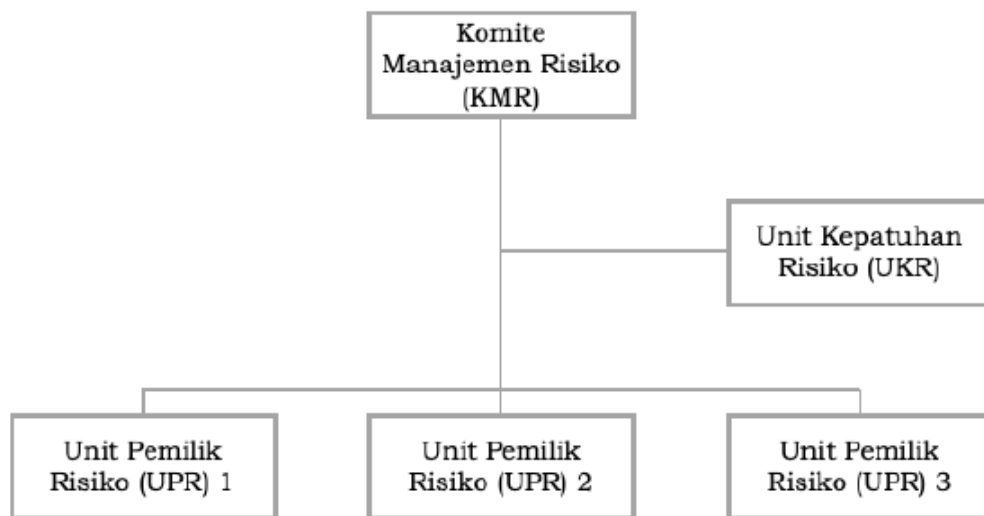 Komite
Manajemen Risiko
(KMR)
Unit Kepatuhan
Risiko (UKR)
Unit Pemilik
Risiko (UPR) 1
Unit Pemilik
Risiko (UPR) 2
Unit Pemilik
Risiko (UPR) 3